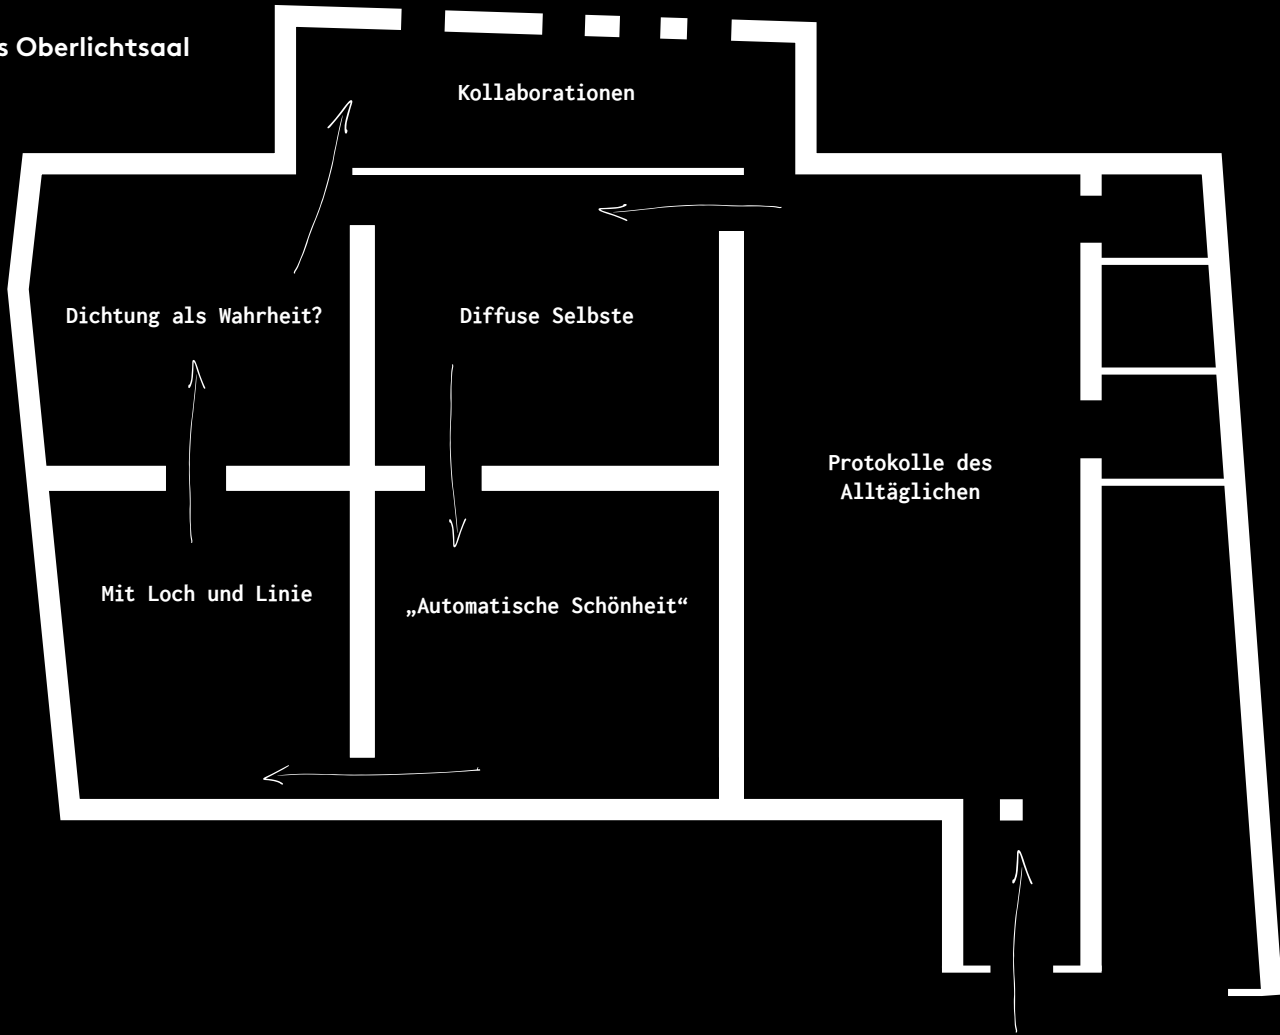 s Oberlichtsaal
Kollaborationen
Dichtung als Wahrheit?
Diffuse Selbste
Protokolle des
Alltäglichen
Mit Loch und Linie
„Automatische Schönheit“